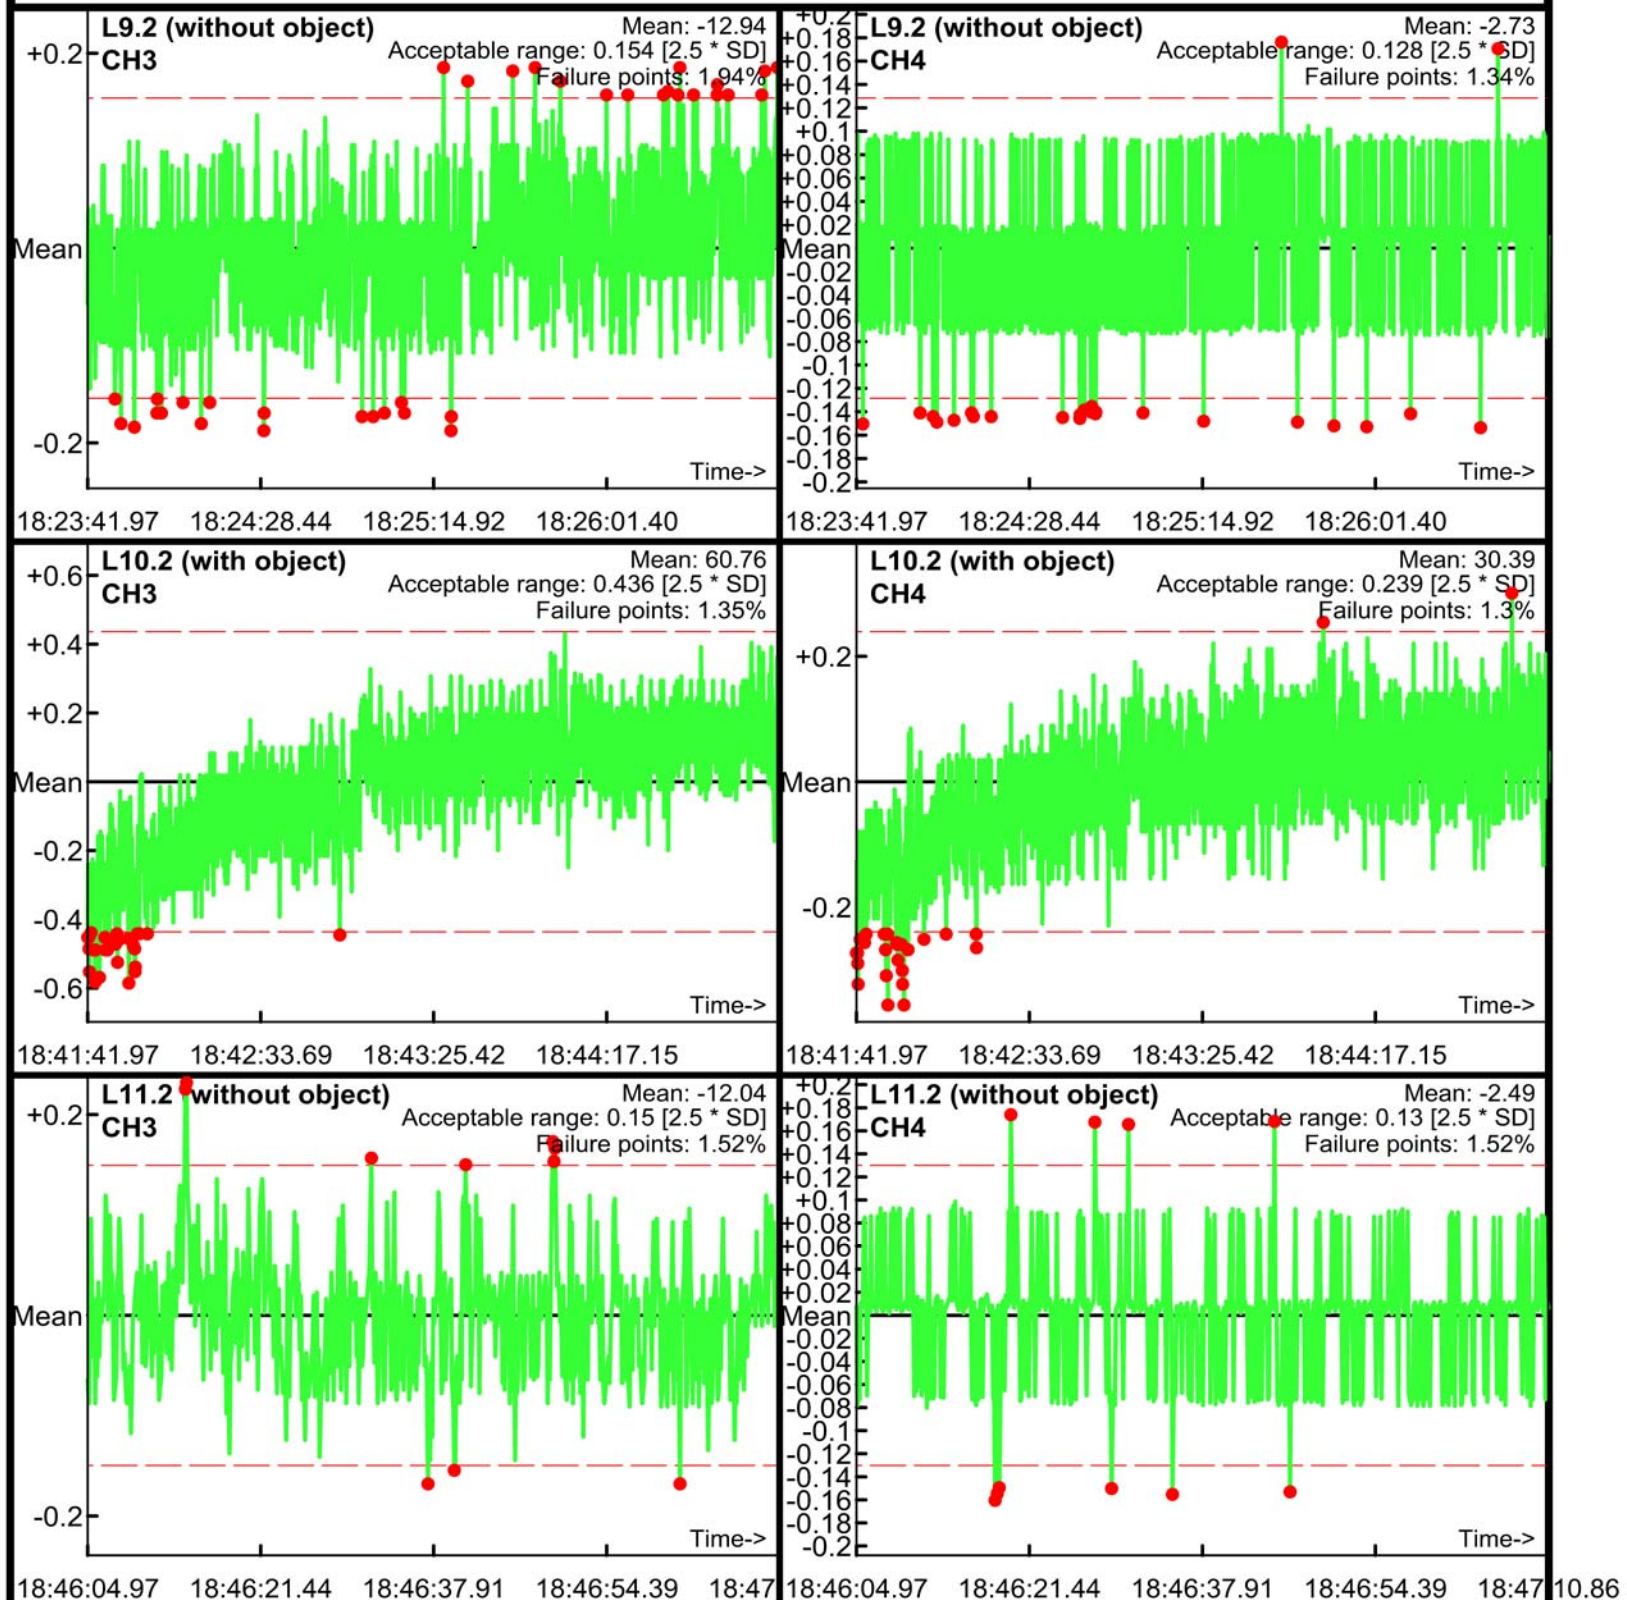 L9.2 (without object)
CH3
Mean: -12.94
Acceptable range: 0.154 [2.5 * SD]
Failure points: 1.94%
+0.2
Mean
-0.2
Time->
18:23:41.97 18:24:28.44 18:25:14.92 18:26:01.40
L9.2 (without object)
CH4
Mean: -2.73
Acceptable range: 0.128 [2.5 * SD]
Failure points: 1.34%
+0.2
+0.18
+0.16
+0.14
+0.12
+0.1
+0.08
+0.06
+0.04
+0.02
Mean
-0.02
-0.04
-0.06
-0.08
-0.1
-0.12
-0.14
-0.16
-0.18
-0.2
Time->
18:23:41.97 18:24:28.44 18:25:14.92 18:26:01.40
L10.2 (with object)
CH3
Mean: 60.76
Acceptable range: 0.436 [2.5 * SD]
Failure points: 1.35%
+0.6
+0.4
+0.2
Mean
-0.2
-0.4
-0.6
Time->
18:41:41.97 18:42:33.69 18:43:25.42 18:44:17.15
L10.2 (with object)
CH4
Mean: 30.39
Acceptable range: 0.239 [2.5 * SD]
Failure points: 1.3%
+0.2
Mean
-0.2
Time->
18:41:41.97 18:42:33.69 18:43:25.42 18:44:17.15
L11.2 (without object)
CH3
Mean: -12.04
Acceptable range: 0.15 [2.5 * SD]
Failure points: 1.52%
+0.2
Mean
-0.2
Time->
18:46:04.97 18:46:21.44 18:46:37.91 18:46:54.39 18:47
L11.2 (without object)
CH4
Mean: -2.49
Acceptable range: 0.13 [2.5 * SD]
Failure points: 1.52%
+0.2
+0.18
+0.16
+0.14
+0.12
+0.1
+0.08
+0.06
+0.04
+0.02
Mean
-0.02
-0.04
-0.06
-0.08
-0.1
-0.12
-0.14
-0.16
-0.18
-0.2
Time->
18:46:04.97 18:46:21.44 18:46:37.91 18:46:54.39 18:47:10.86